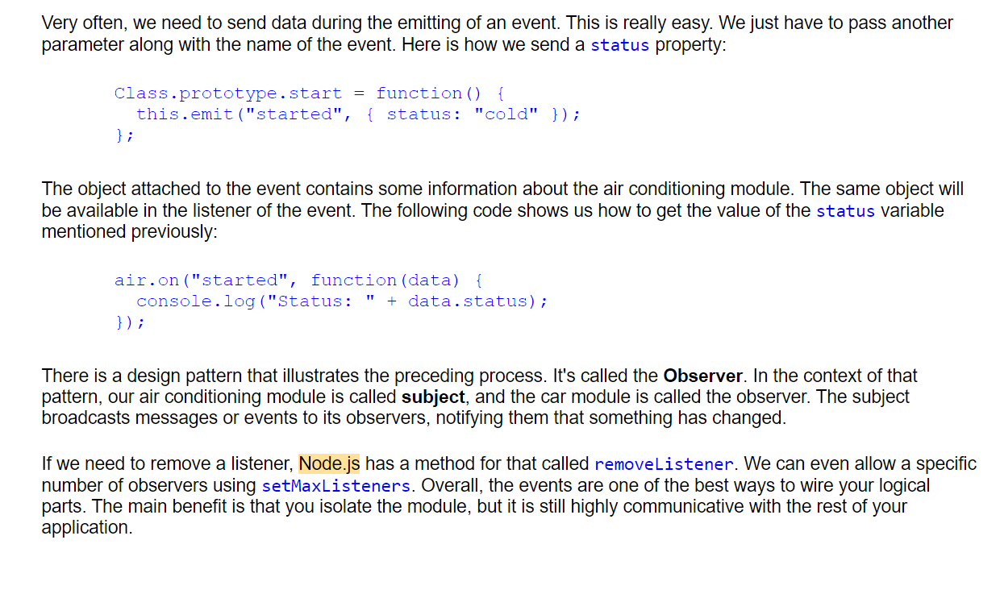 Very often, we need to send data during the emitting of an event. This is really easy. We just have to pass another
parameter along with the name of the event. Here is how we send a status property:
Class.prototype.start = function() {
  this.emit("started", { status: "cold" });
};
The object attached to the event contains some information about the air conditioning module. The same object will
be available in the listener of the event. The following code shows us how to get the value of the status variable
mentioned previously:
air.on("started", function(data) {
  console.log("Status: " + data.status);
});
There is a design pattern that illustrates the preceding process. It's called the Observer. In the context of that
pattern, our air conditioning module is called subject, and the car module is called the observer. The subject
broadcasts messages or events to its observers, notifying them that something has changed.
If we need to remove a listener, Node.js has a method for that called removeListener. We can even allow a specific
number of observers using setMaxListeners. Overall, the events are one of the best ways to wire your logical
parts. The main benefit is that you isolate the module, but it is still highly communicative with the rest of your
application.